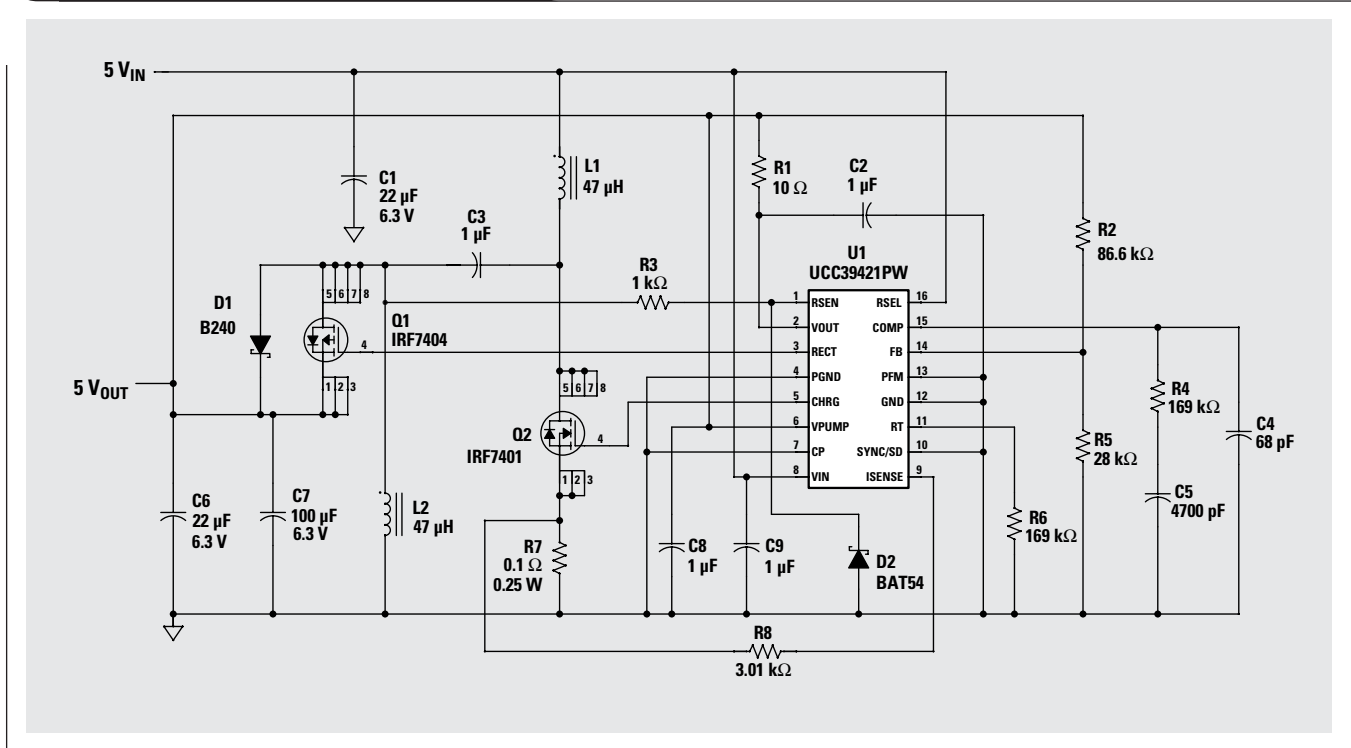 5 VIN
C1
22 µF
6.3 V
L1
47 µH
R1
10 Ω
C2
1 µF
R2
86.6 kΩ
C3
1 µF
R3
1 kΩ
U1
UCC39421PW
D1
B240
5 6 7 8
Q1
IRF7404
4
1 2 3
5 VOUT
5 6 7 8
Q2
IRF7401
4
1 2 3
1 RSEN RSEL 16
2 VOUT COMP 15
3 RECT FB 14
4 PGND PFM 13
5 CHRG GND 12
6 VPUMP RT 11
7 CP SYNC/SD 10
8 VIN ISENSE 9
R4
169 kΩ
C4
68 pF
R5
28 kΩ
C5
4700 pF
C6
22 µF
6.3 V
C7
100 µF
6.3 V
L2
47 µH
R7
0.1 Ω
0.25 W
C8
1 µF
C9
1 µF
D2
BAT54
R6
169 kΩ
R8
3.01 kΩ